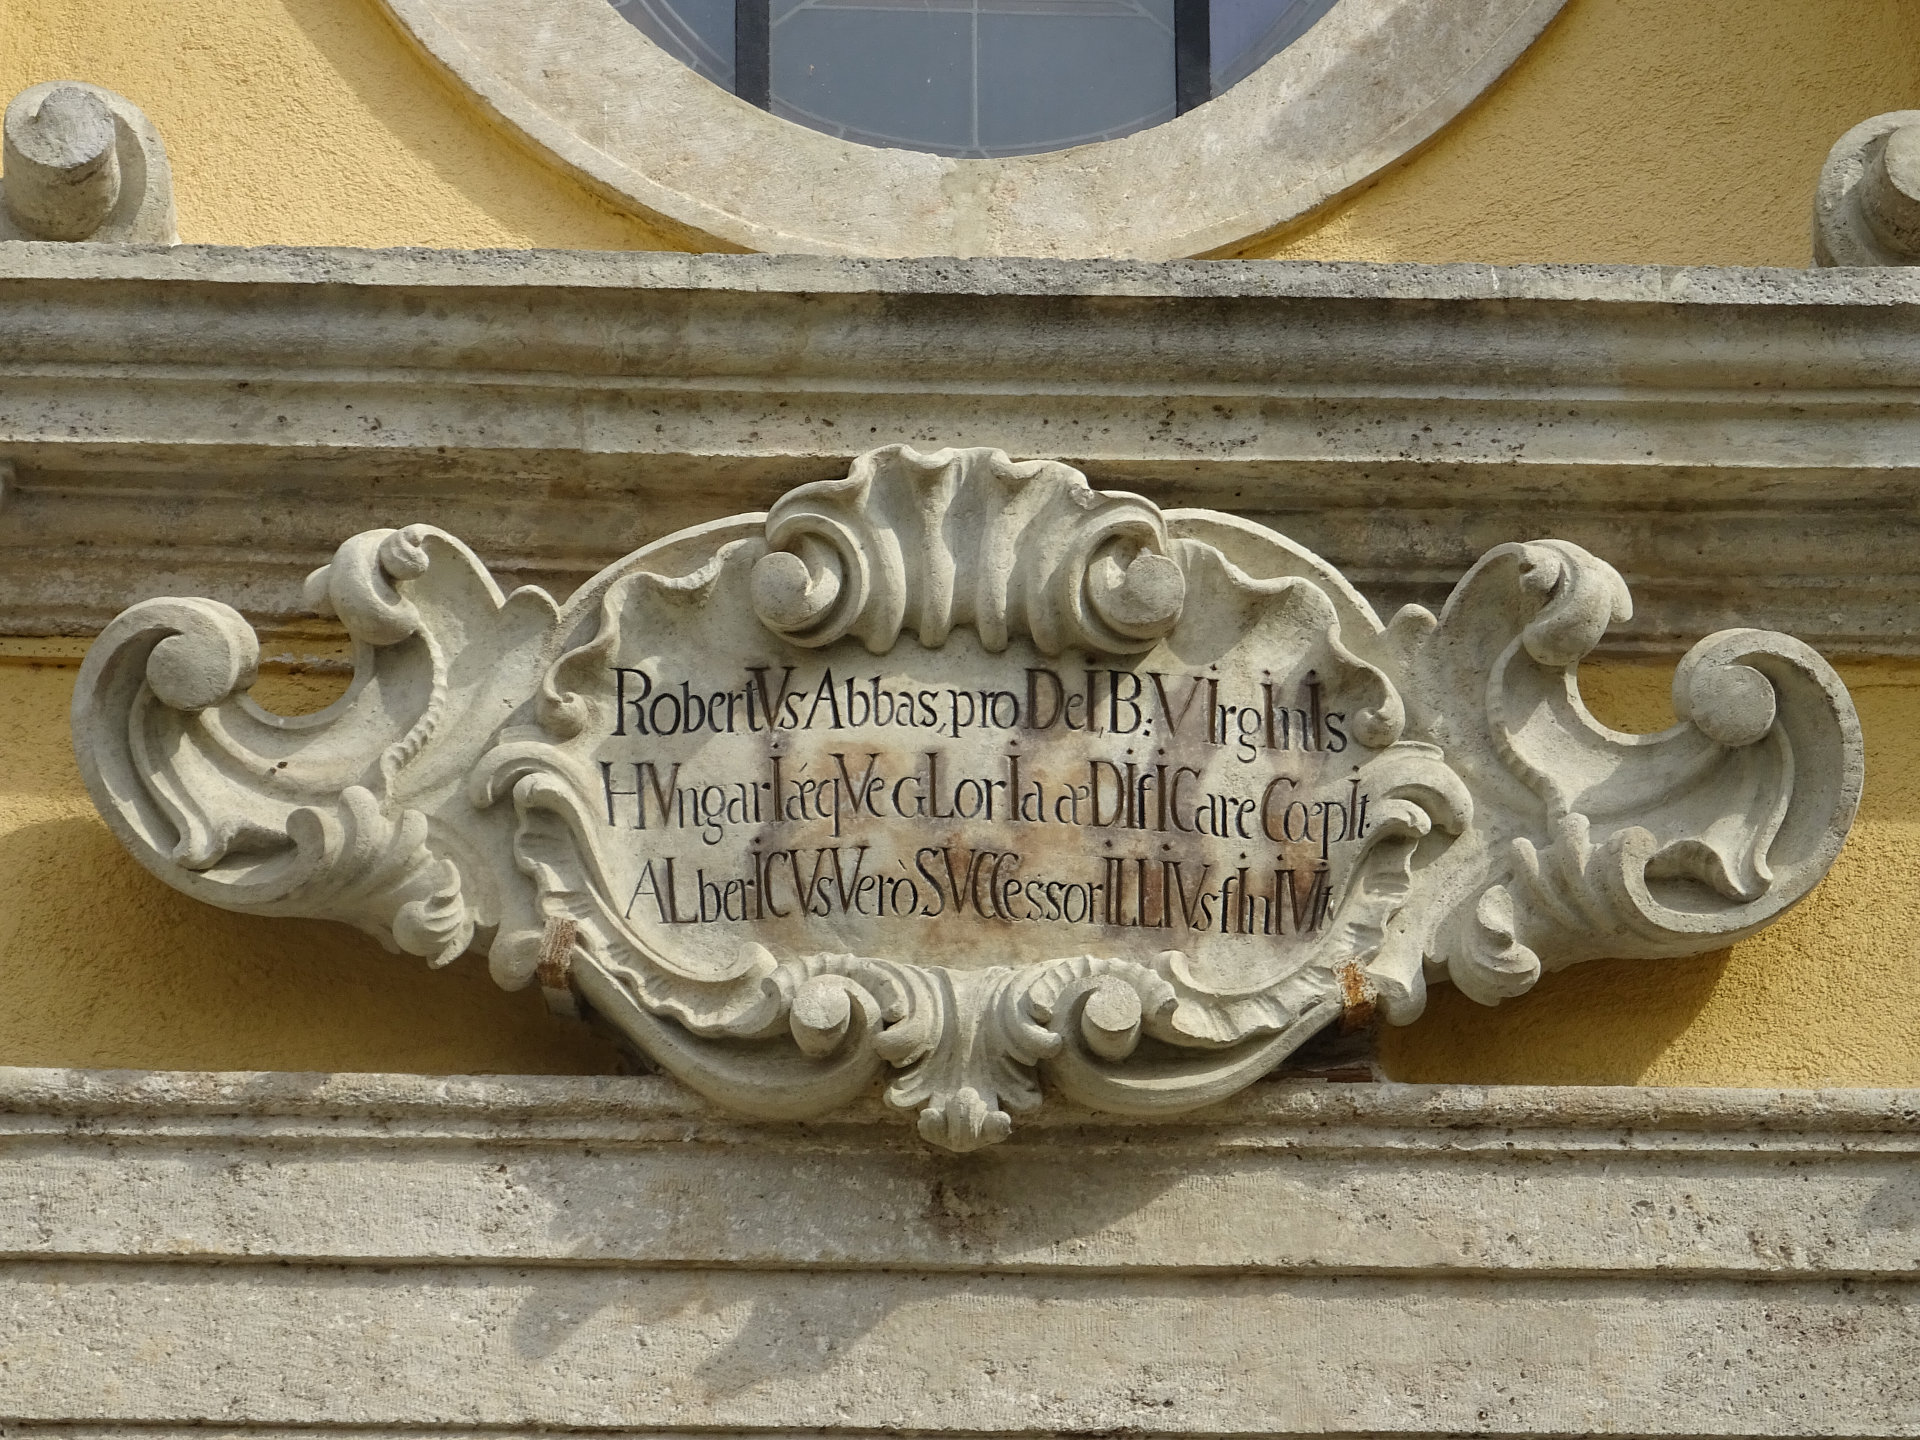 RobertVs Abbas, pro DeI, B: VIrgInIs
HVngarIæqVe GLorIa æDIfICare CœpIt.
ALberICVs Verò SVCCessor ILLIVs fInIVIt.